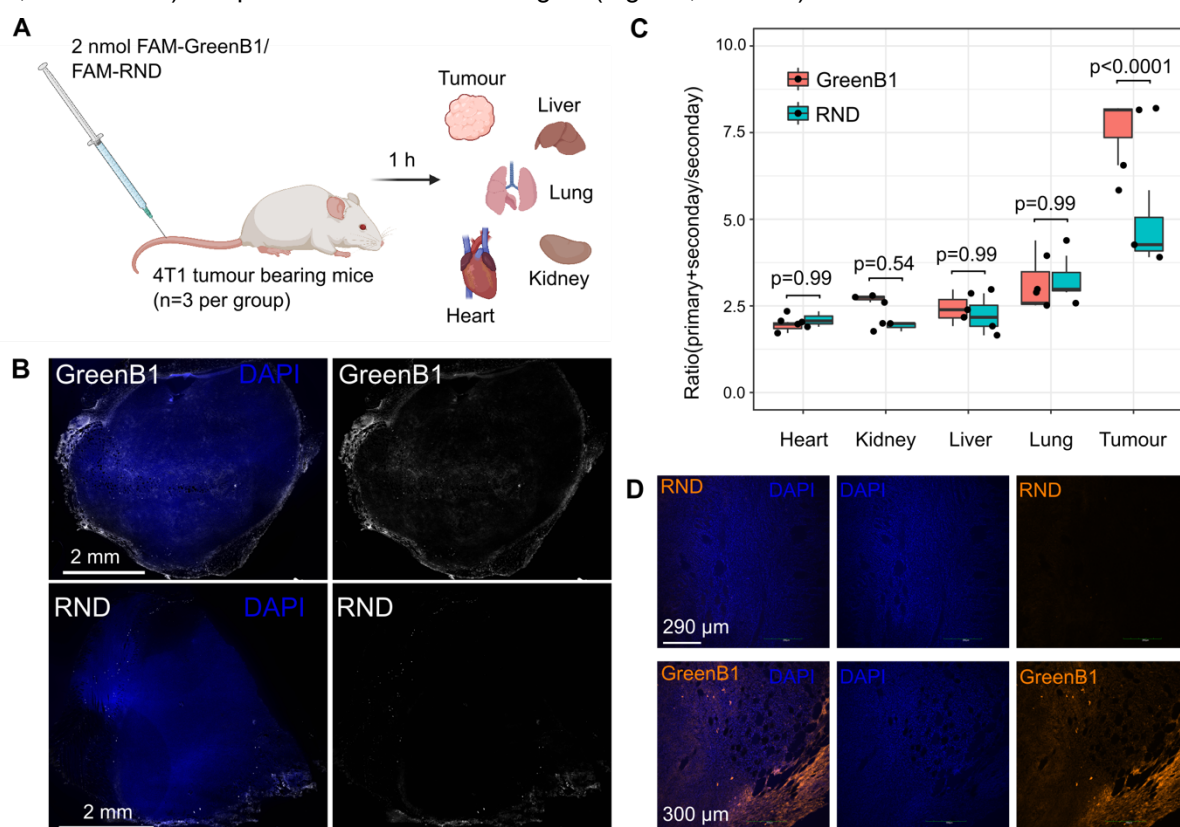 A
2 nmol FAM-GreenB1/
FAM-RND
1 h
Tumour
Liver
Lung
Kidney
Heart
4T1 tumour bearing mice
(n=3 per group)
B
GreenB1 DAPI
GreenB1
2 mm
RND DAPI
RND
2 mm
C
Ratio(primary+seconday/seconday)
10.0
7.5
5.0
2.5
0.0
GreenB1
RND
p=0.99
p=0.54
p=0.99
p=0.99
p<0.0001
Heart Kidney Liver Lung Tumour
D
RND DAPI
DAPI
RND
290 µm
GreenB1 DAPI
DAPI
GreenB1
300 µm